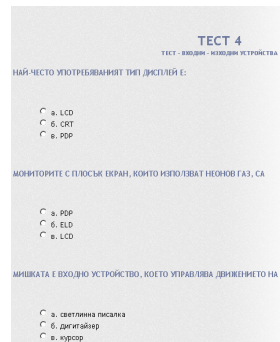 ТЕСТ 4
ТЕСТ - ВХОДНИ - ИЗХОДНИ УСТРОЙСТВА
НАЙ-ЧЕСТО УПОТРЕБЯВАНИЯТ ТИП ДИСПЛЕЙ Е:
а. LCD
б. CRT
в. PDP
МОНИТОРИТЕ С ПЛОСЪК ЕКРАН, КОИТО ИЗПОЛЗВАТ НЕОНОВ ГАЗ, СА
а. PDP
б. ELD
в. LCD
МИШКАТА Е ВХОДНО УСТРОЙСТВО, КОЕТО УПРАВЛЯВА ДВИЖЕНИЕТО НА
а. светлинна писалка
б. дигитайзер
в. курсор